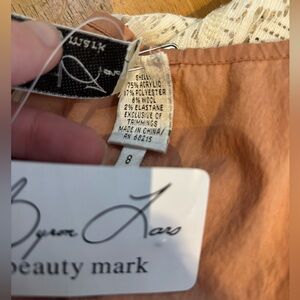 SHELL:
75% ACRYLIC
17% POLYESTER
6% WOOL
2% ELASTANE
EXCLUSIVE OF
TRIMMINGS
MADE IN CHINA/
RN 60215
8
Byron Lars
beauty mark